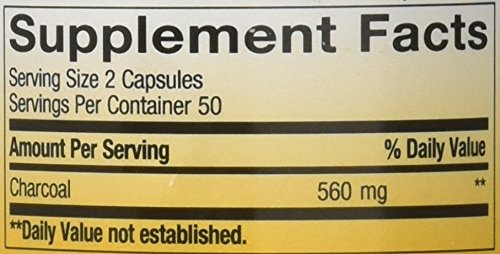 Supplement Facts
Serving Size 2 Capsules
Servings Per Container 50
Amount Per Serving % Daily Value
Charcoal 560 mg **
**Daily Value not established.